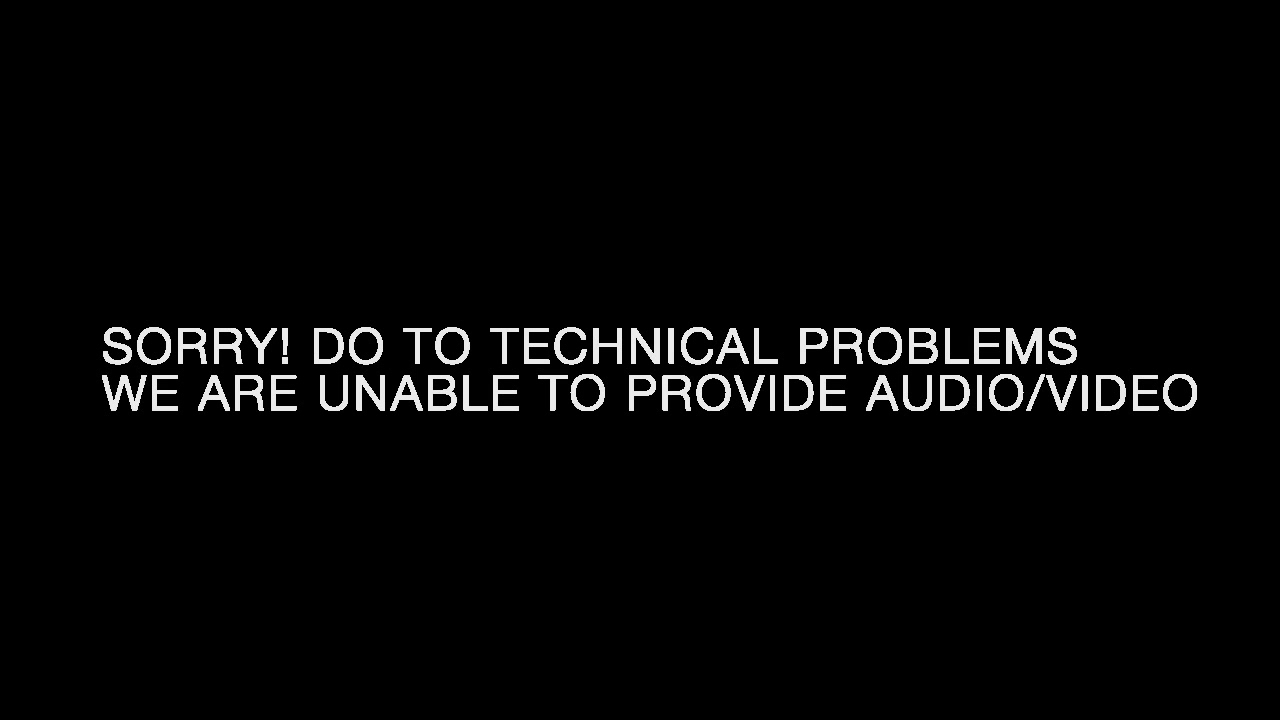 SORRY! DO TO TECHNICAL PROBLEMS
WE ARE UNABLE TO PROVIDE AUDIO/VIDEO